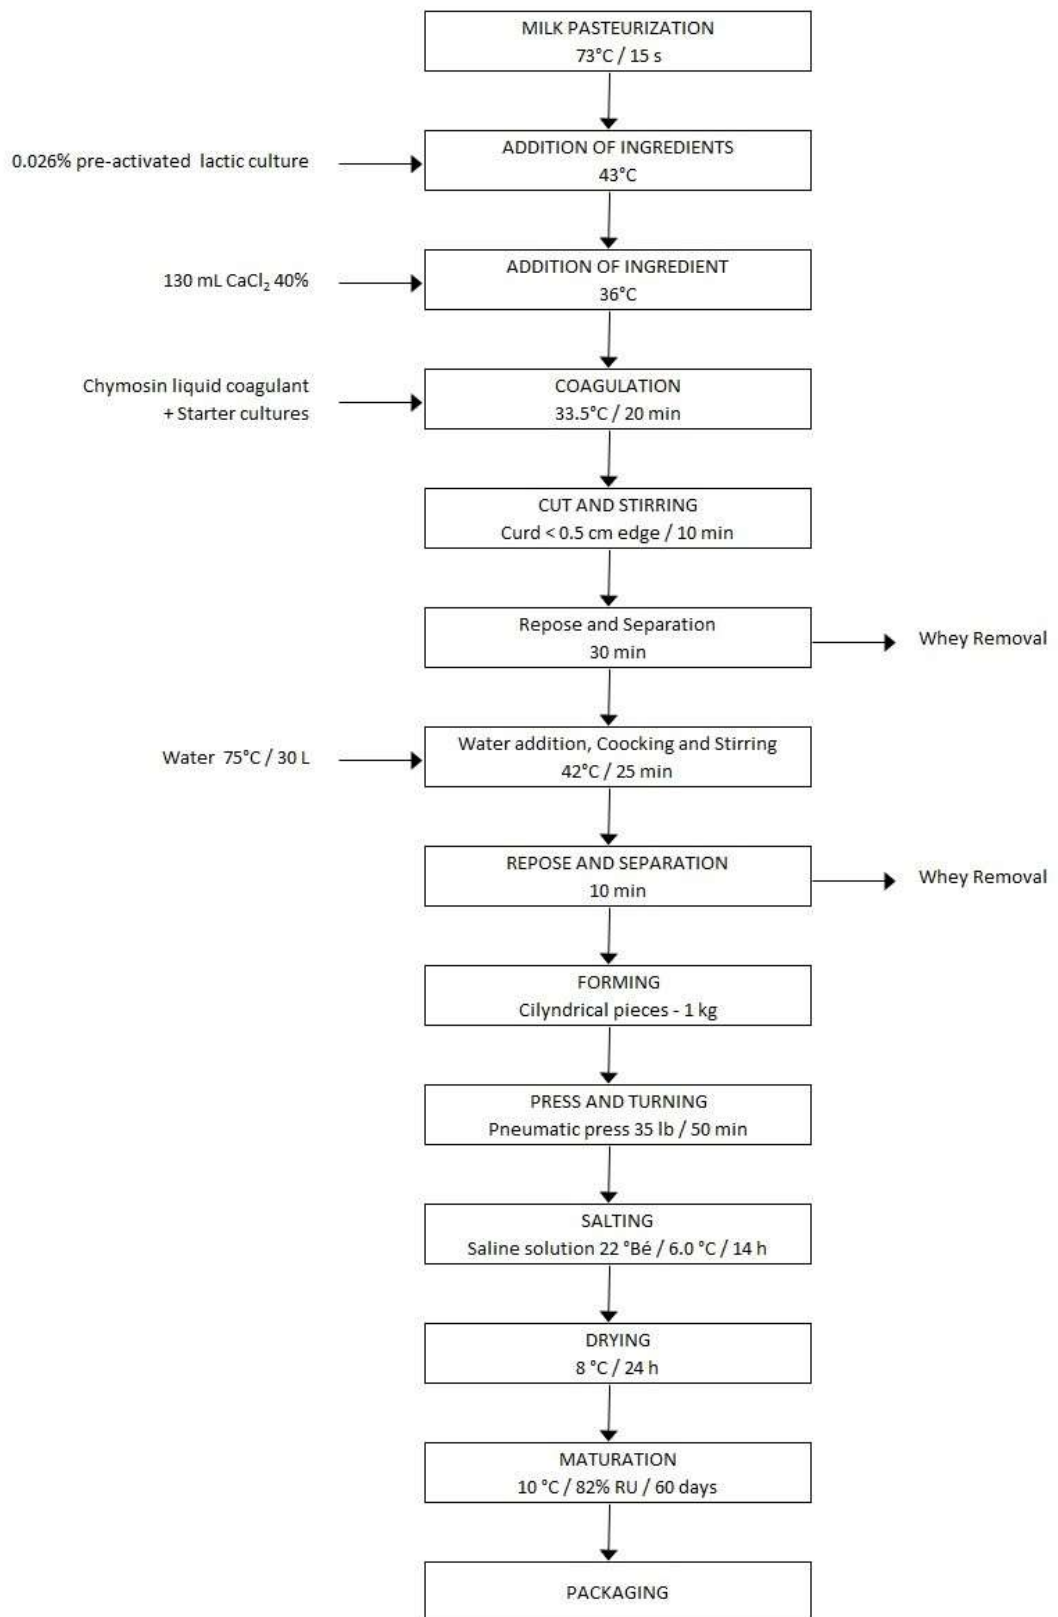 MILK PASTEURIZATION
73°C / 15 s
0.026% pre-activated lactic culture
ADDITION OF INGREDIENTS
43°C
130 mL CaCl₂ 40%
ADDITION OF INGREDIENT
36°C
Chymosin liquid coagulant
+ Starter cultures
COAGULATION
33.5°C / 20 min
CUT AND STIRRING
Curd < 0.5 cm edge / 10 min
Repose and Separation
30 min
Whey Removal
Water 75°C / 30 L
Water addition, Coocking and Stirring
42°C / 25 min
REPOSE AND SEPARATION
10 min
Whey Removal
FORMING
Cilyndrical pieces - 1 kg
PRESS AND TURNING
Pneumatic press 35 lb / 50 min
SALTING
Saline solution 22 °Bé / 6.0 °C / 14 h
DRYING
8 °C / 24 h
MATURATION
10 °C / 82% RU / 60 days
PACKAGING